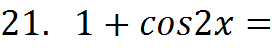 21. 1 + cos2x =